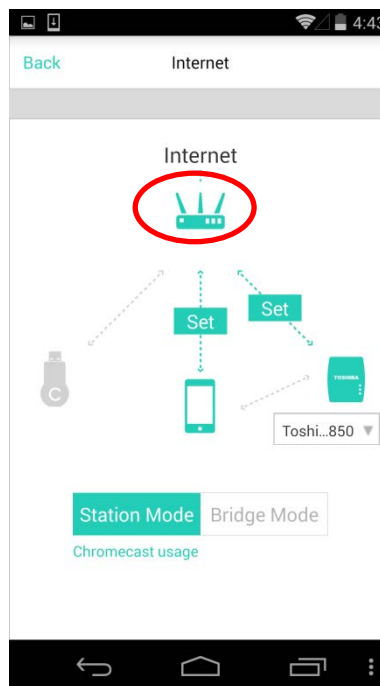 4:43
Back Internet
Internet
Set
Set
C
TOSHIBA
Toshi...850
Station Mode Bridge Mode
Chromecast usage